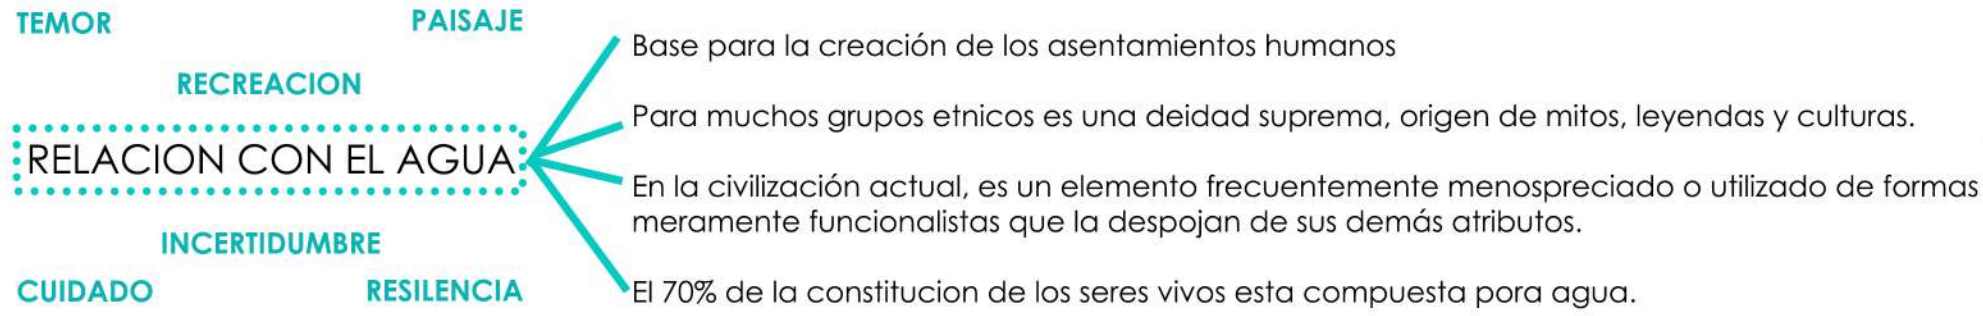 TEMOR
PAISAJE
RECREACION
RELACION CON EL AGUA
INCERTIDUMBRE
CUIDADO
RESILENCIA
Base para la creación de los asentamientos humanos
Para muchos grupos etnicos es una deidad suprema, origen de mitos, leyendas y culturas.
En la civilización actual, es un elemento frecuentemente menospreciado o utilizado de formas
meramente funcionalistas que la despojan de sus demás atributos.
El 70% de la constitucion de los seres vivos esta compuesta pora agua.